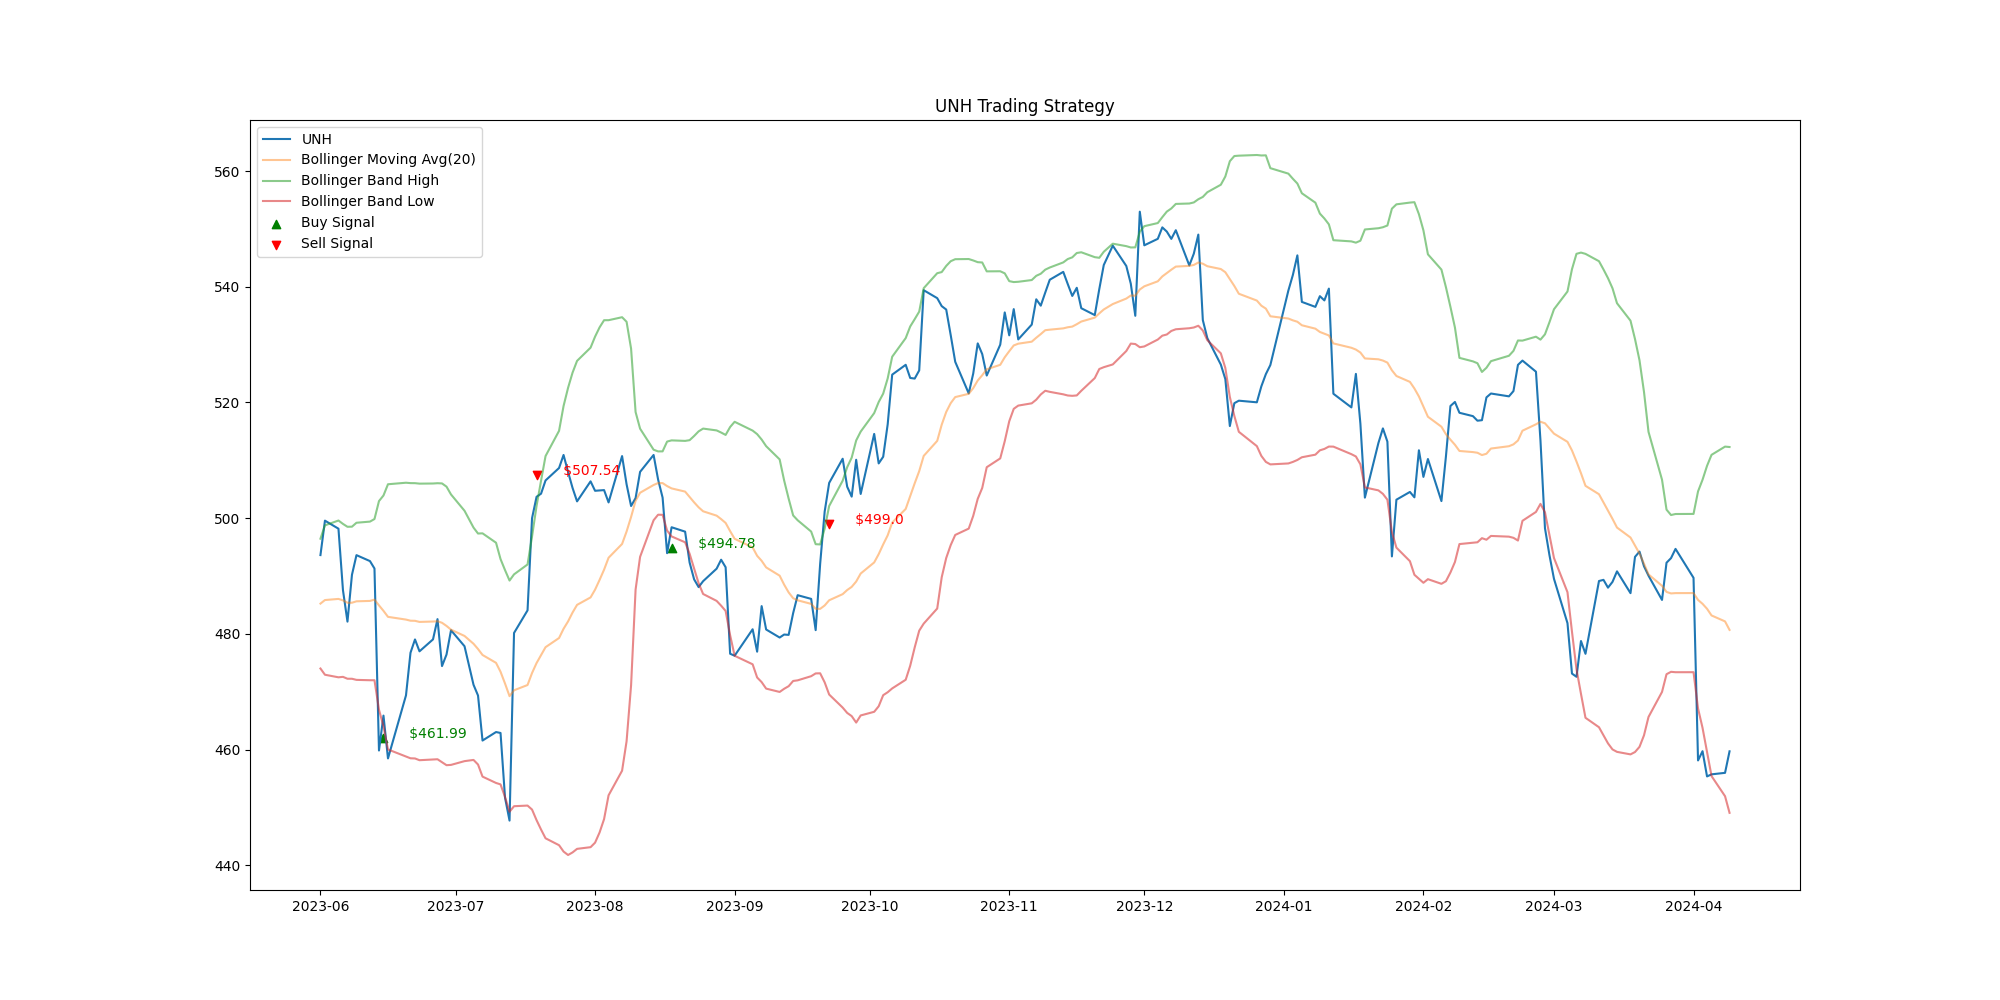 UNH Trading Strategy
UNH
Bollinger Moving Avg(20)
Bollinger Band High
Bollinger Band Low
Buy Signal
Sell Signal
560
540
520
500
480
460
440
$507.54
$499.0
$494.78
$461.99
2023-06 2023-07 2023-08 2023-09 2023-10 2023-11 2023-12 2024-01 2024-02 2024-03 2024-04